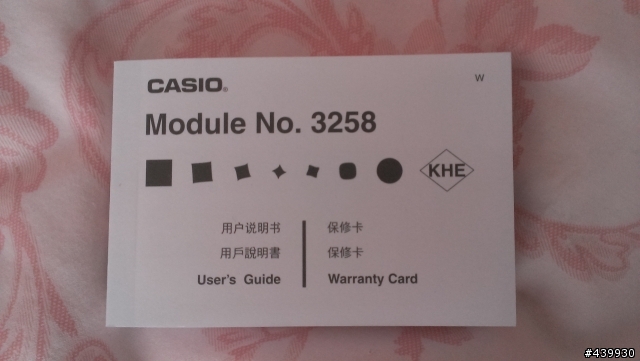 CASIO®
W
Module No. 3258
KHE
用户说明书
保修卡
用戶說明書
保修卡
User's Guide
Warranty Card
#439930